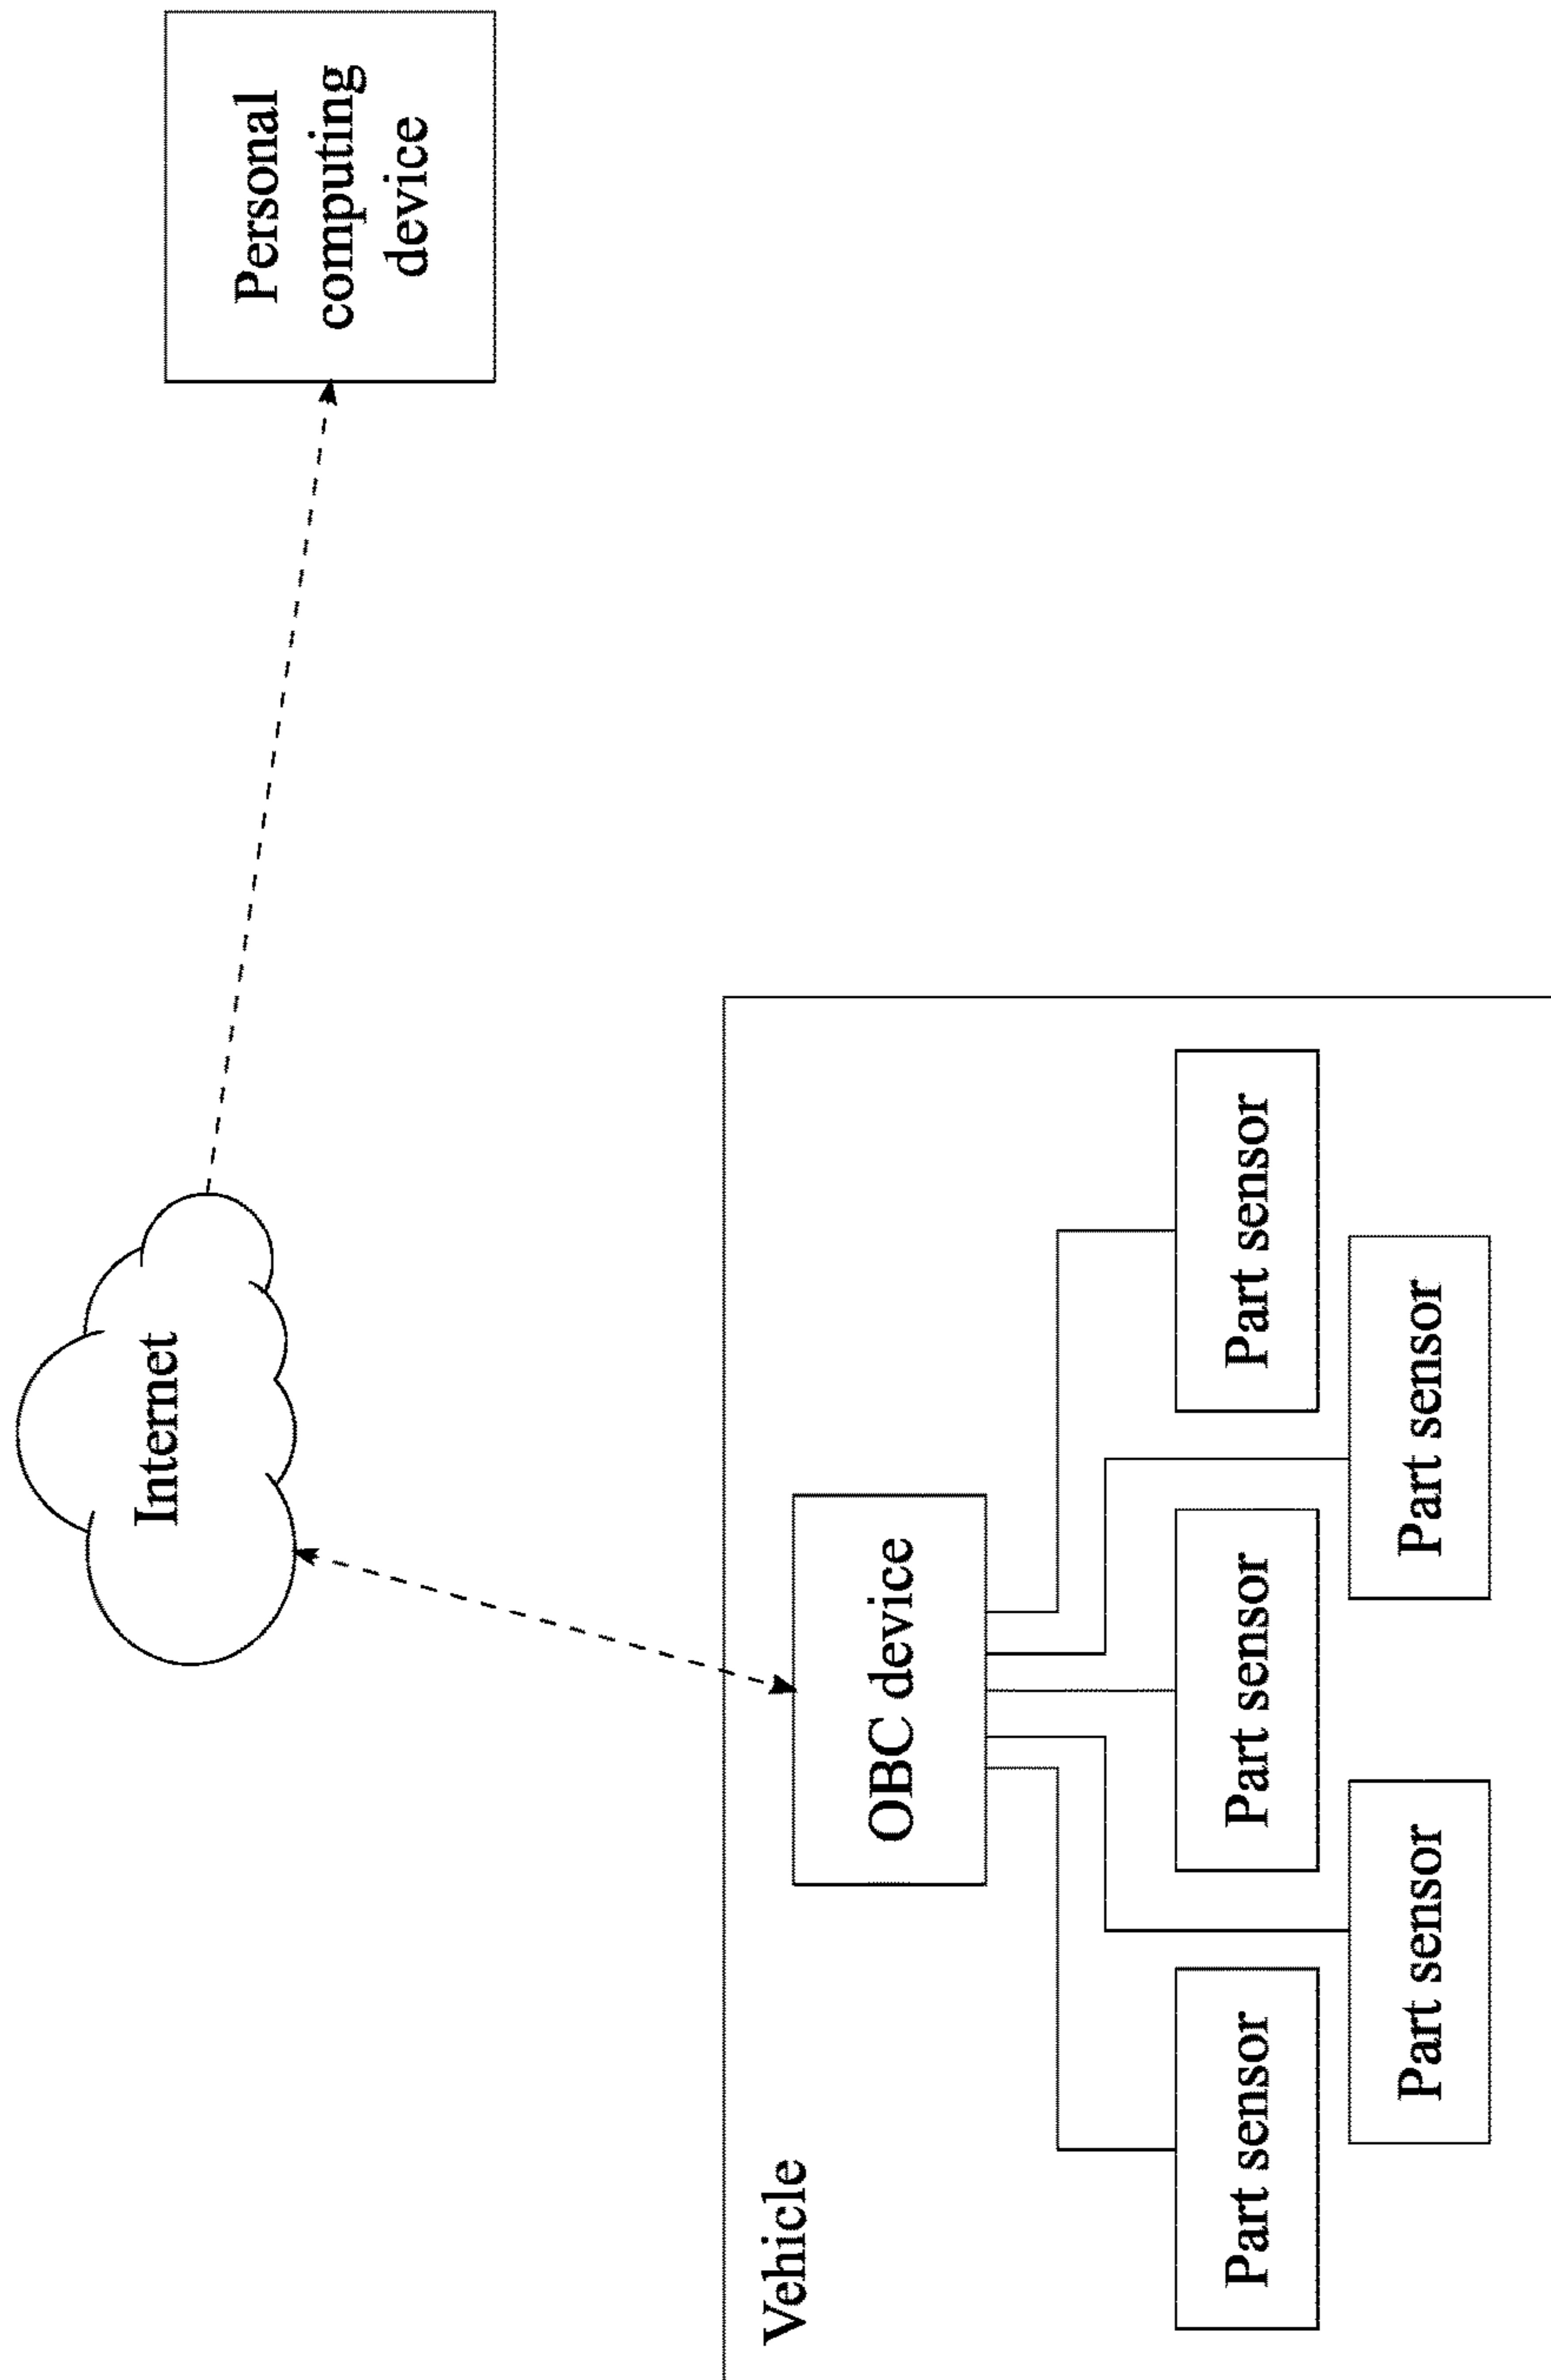 Internet
Personal
computing
device
Vehicle
OBC device
Part sensor
Part sensor
Part sensor
Part sensor
Part sensor